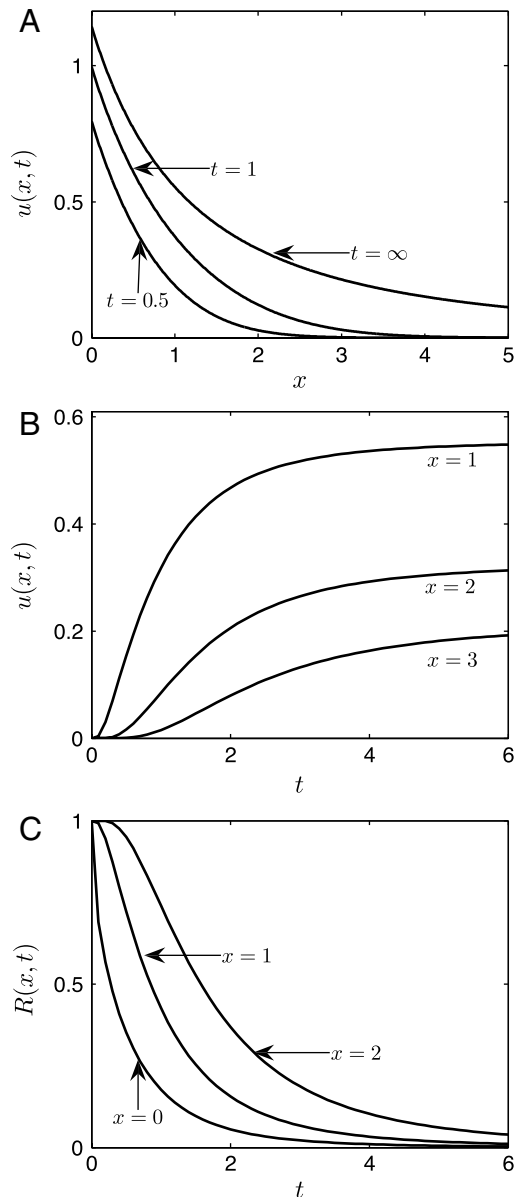 A
u(x, t)
1
0.5
0
t = 1
t = ∞
t = 0.5
0 1 2 3 4 5
x
B
u(x, t)
0.6
0.4
0.2
0
x = 1
x = 2
x = 3
0 2 4 6
t
C
R(x, t)
1
0.5
0
x = 1
x = 2
x = 0
0 2 4 6
t